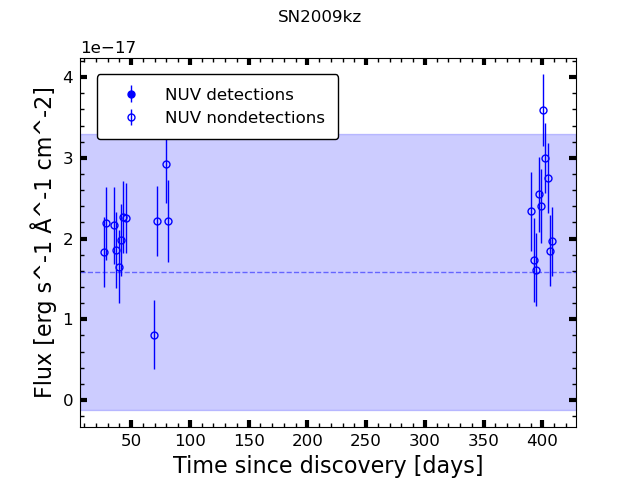 SN2009kz
1e−17
NUV detections
NUV nondetections
4
3
2
1
0
Flux [erg s^-1 Å^-1 cm^-2]
50 100 150 200 250 300 350 400
Time since discovery [days]